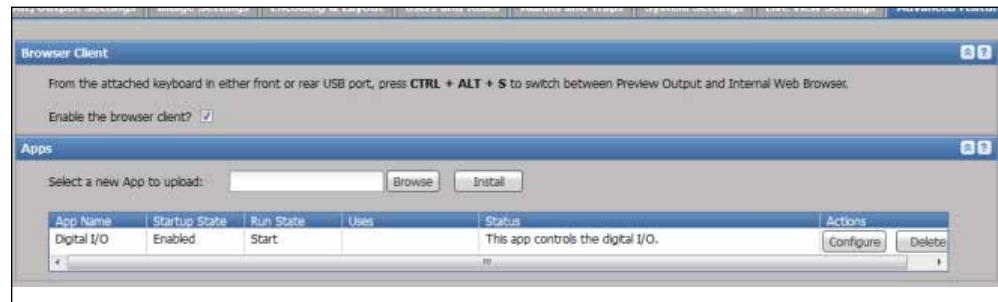 Browser Client
From the attached keyboard in either front or rear USB port, press CTRL + ALT + S to switch between Preview Output and Internal Web Browser.
Enable the browser client?
Apps
Select a new App to upload: Browse Install
App Name Startup State Run State Uses Status Actions
Digital I/O Enabled Start This app controls the digital I/O. Configure Delete